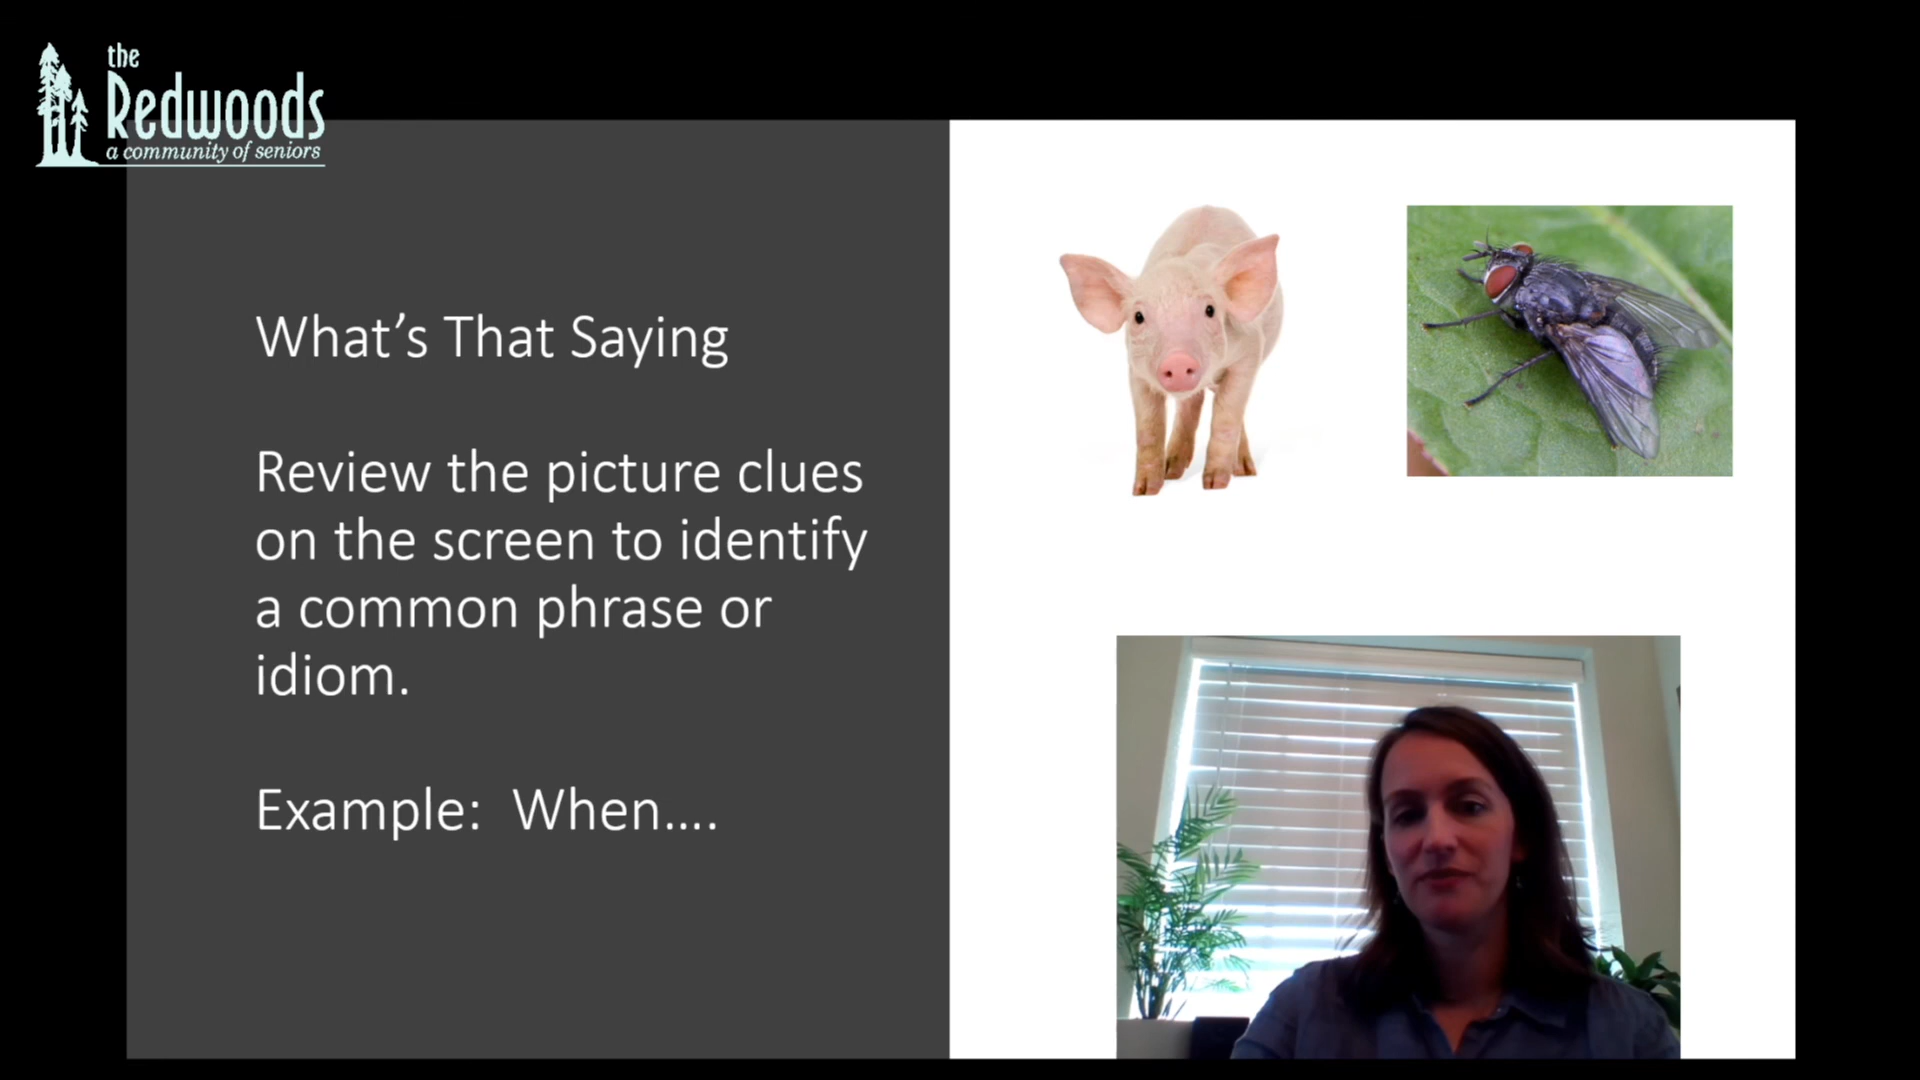 the
Redwoods
a community of seniors
What's That Saying
Review the picture clues
on the screen to identify
a common phrase or
idiom.
Example:  When....